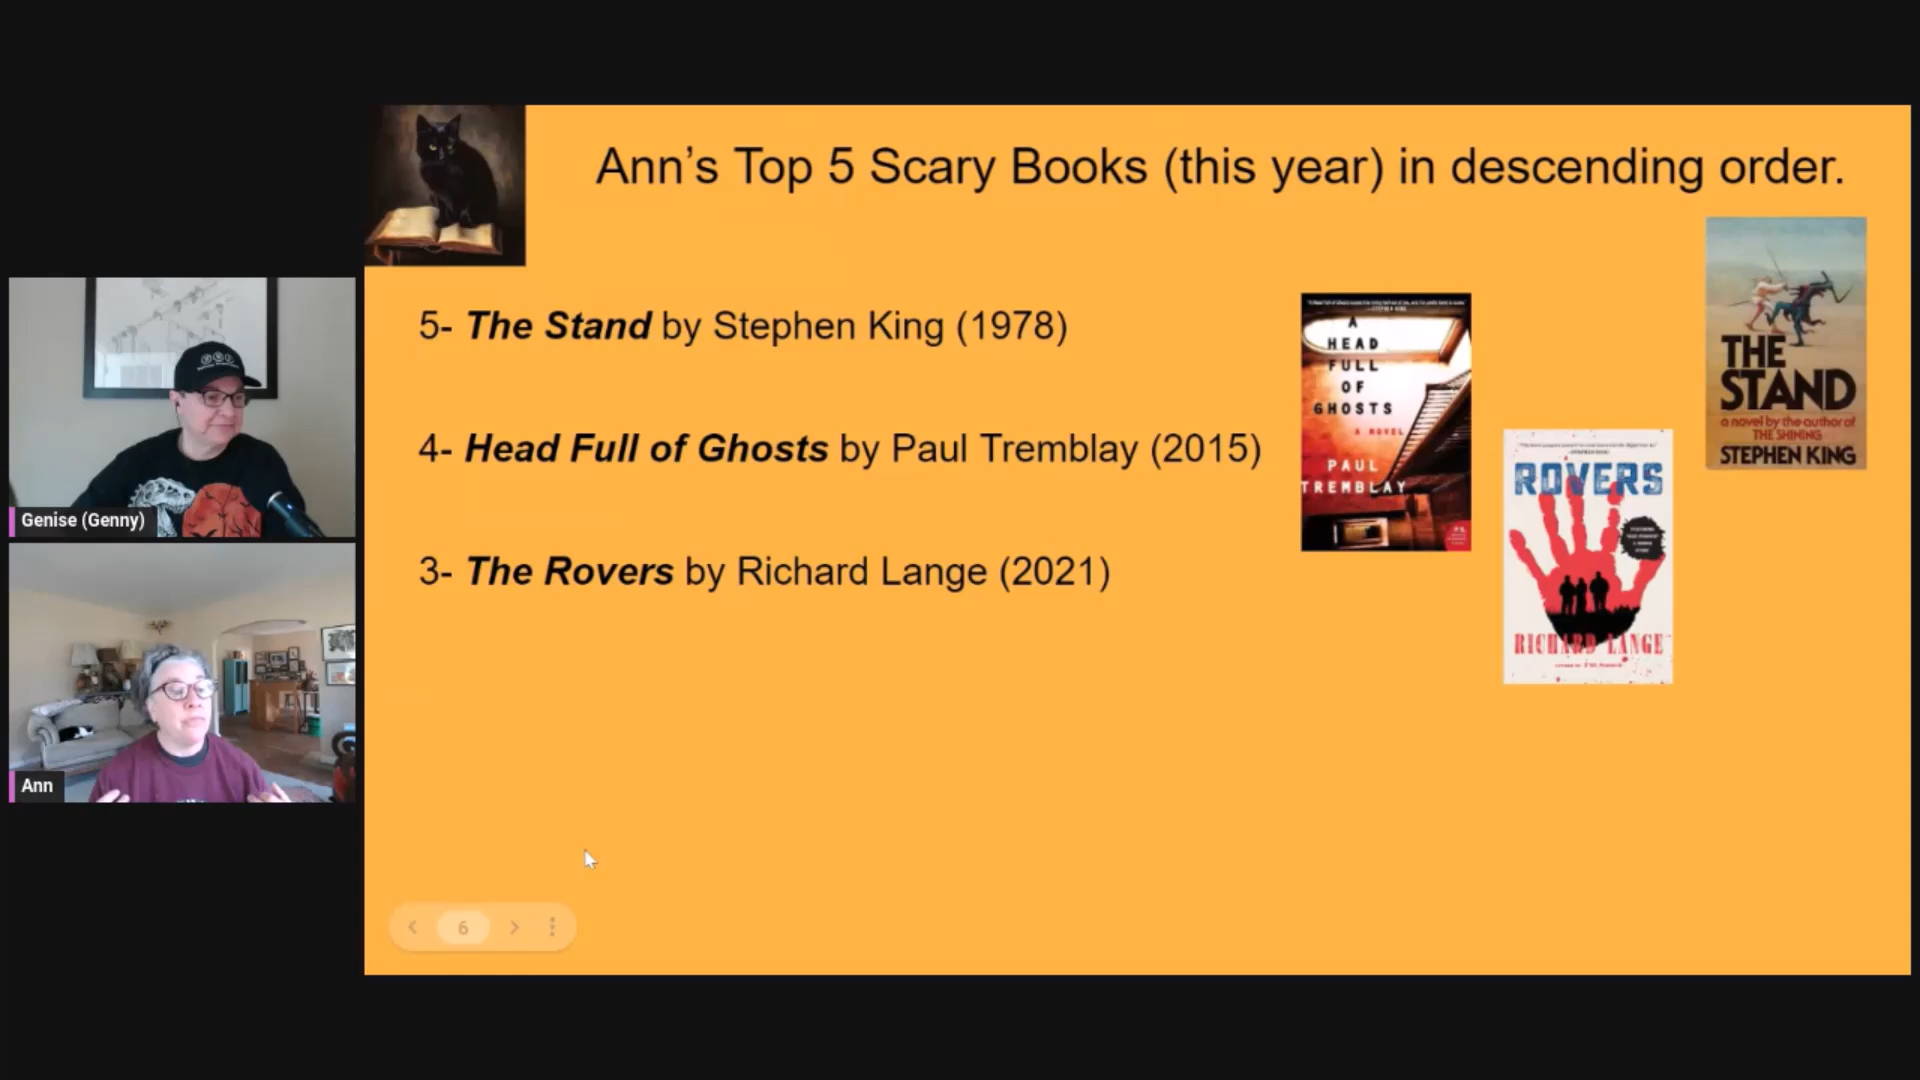 Ann's Top 5 Scary Books (this year) in descending order.
5- The Stand by Stephen King (1978)
4- Head Full of Ghosts by Paul Tremblay (2015)
3- The Rovers by Richard Lange (2021)
A
HEAD
FULL
OF
GHOSTS
A NOVEL
PAUL
TREMBLAY
ROVERS
RICHARD LANGE
THE
STAND
a novel by the author of
THE SHINING
STEPHEN KING
Genise (Genny)
Ann
6